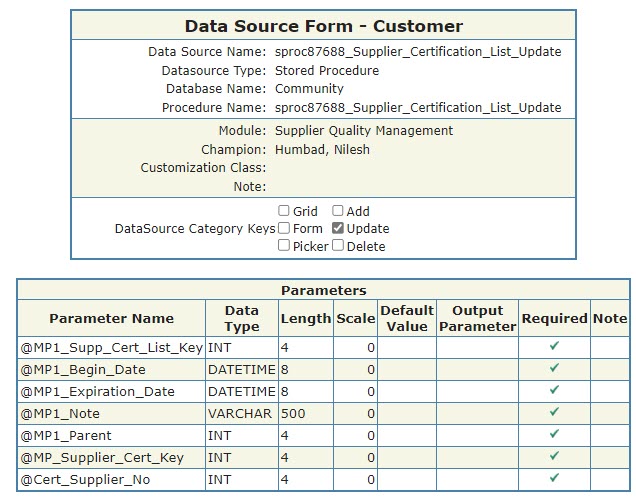 Data Source Form - Customer
Data Source Name: sproc87688_Supplier_Certification_List_Update
Datasource Type: Stored Procedure
Database Name: Community
Procedure Name: sproc87688_Supplier_Certification_List_Update
Module: Supplier Quality Management
Champion: Humbad, Nilesh
Customization Class:
Note:
Grid Add
DataSource Category Keys Form Update
Picker Delete
Parameters
Parameter Name Data Type Length Scale Default Value Output Parameter Required Note
@MP1_Supp_Cert_List_Key INT 4 0 ✓
@MP1_Begin_Date DATETIME 8 0 ✓
@MP1_Expiration_Date DATETIME 8 0 ✓
@MP1_Note VARCHAR 500 0 ✓
@MP1_Parent INT 4 0 ✓
@MP_Supplier_Cert_Key INT 4 0 ✓
@Cert_Supplier_No INT 4 0 ✓